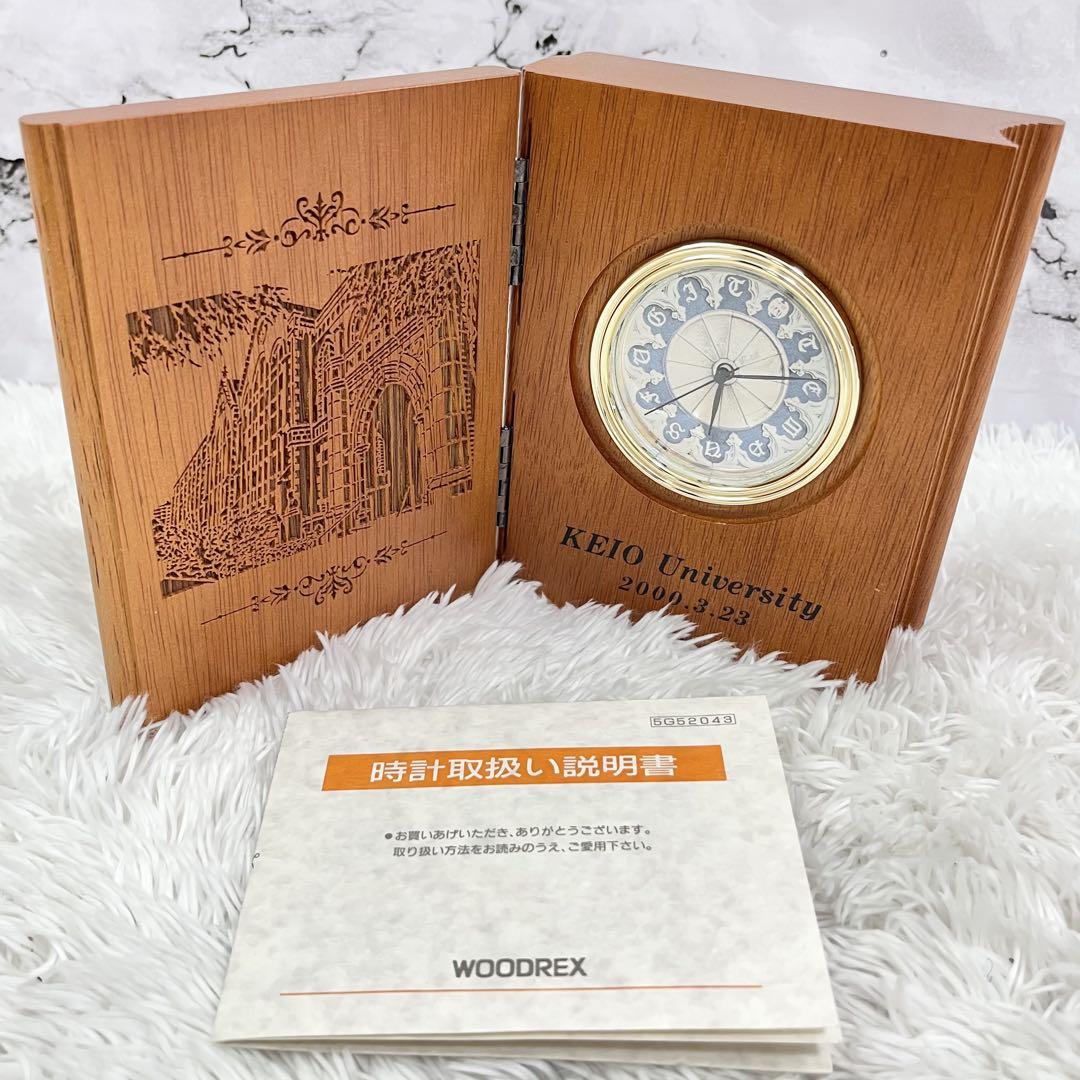 KEIO University
2000.3.23
5G52043
時計取扱い説明書
●お買いあげいただき、ありがとうございます。
取り扱い方法をお読みのうえ、ご愛用下さい。
WOODREX